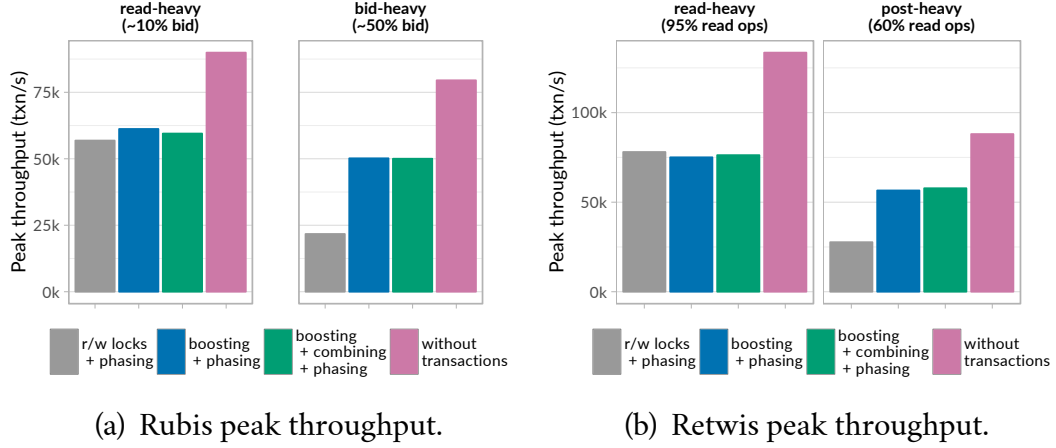 read-heavy
(~10% bid)
bid-heavy
(~50% bid)
Peak throughput (txn/s)
75k
50k
25k
0k
r/w locks
+ phasing
boosting
+ phasing
boosting
+ combining
+ phasing
without
transactions
(a) Rubis peak throughput.
read-heavy
(95% read ops)
post-heavy
(60% read ops)
Peak throughput (txn/s)
100k
50k
0k
r/w locks
+ phasing
boosting
+ phasing
boosting
+ combining
+ phasing
without
transactions
(b) Retwis peak throughput.